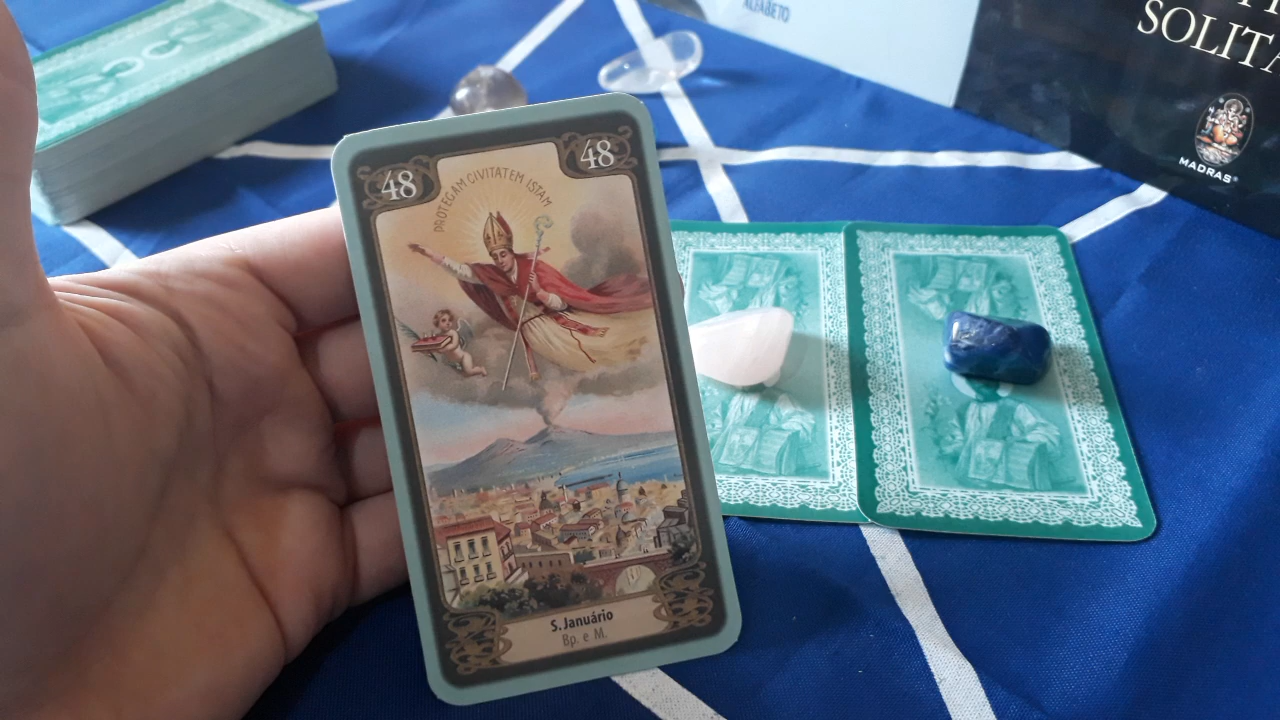 ALFABETO
SOLITA
MADRAS®
48
48
PROTEGAM CIVITATEM ISTAM
S. Januário
Bp. e M.